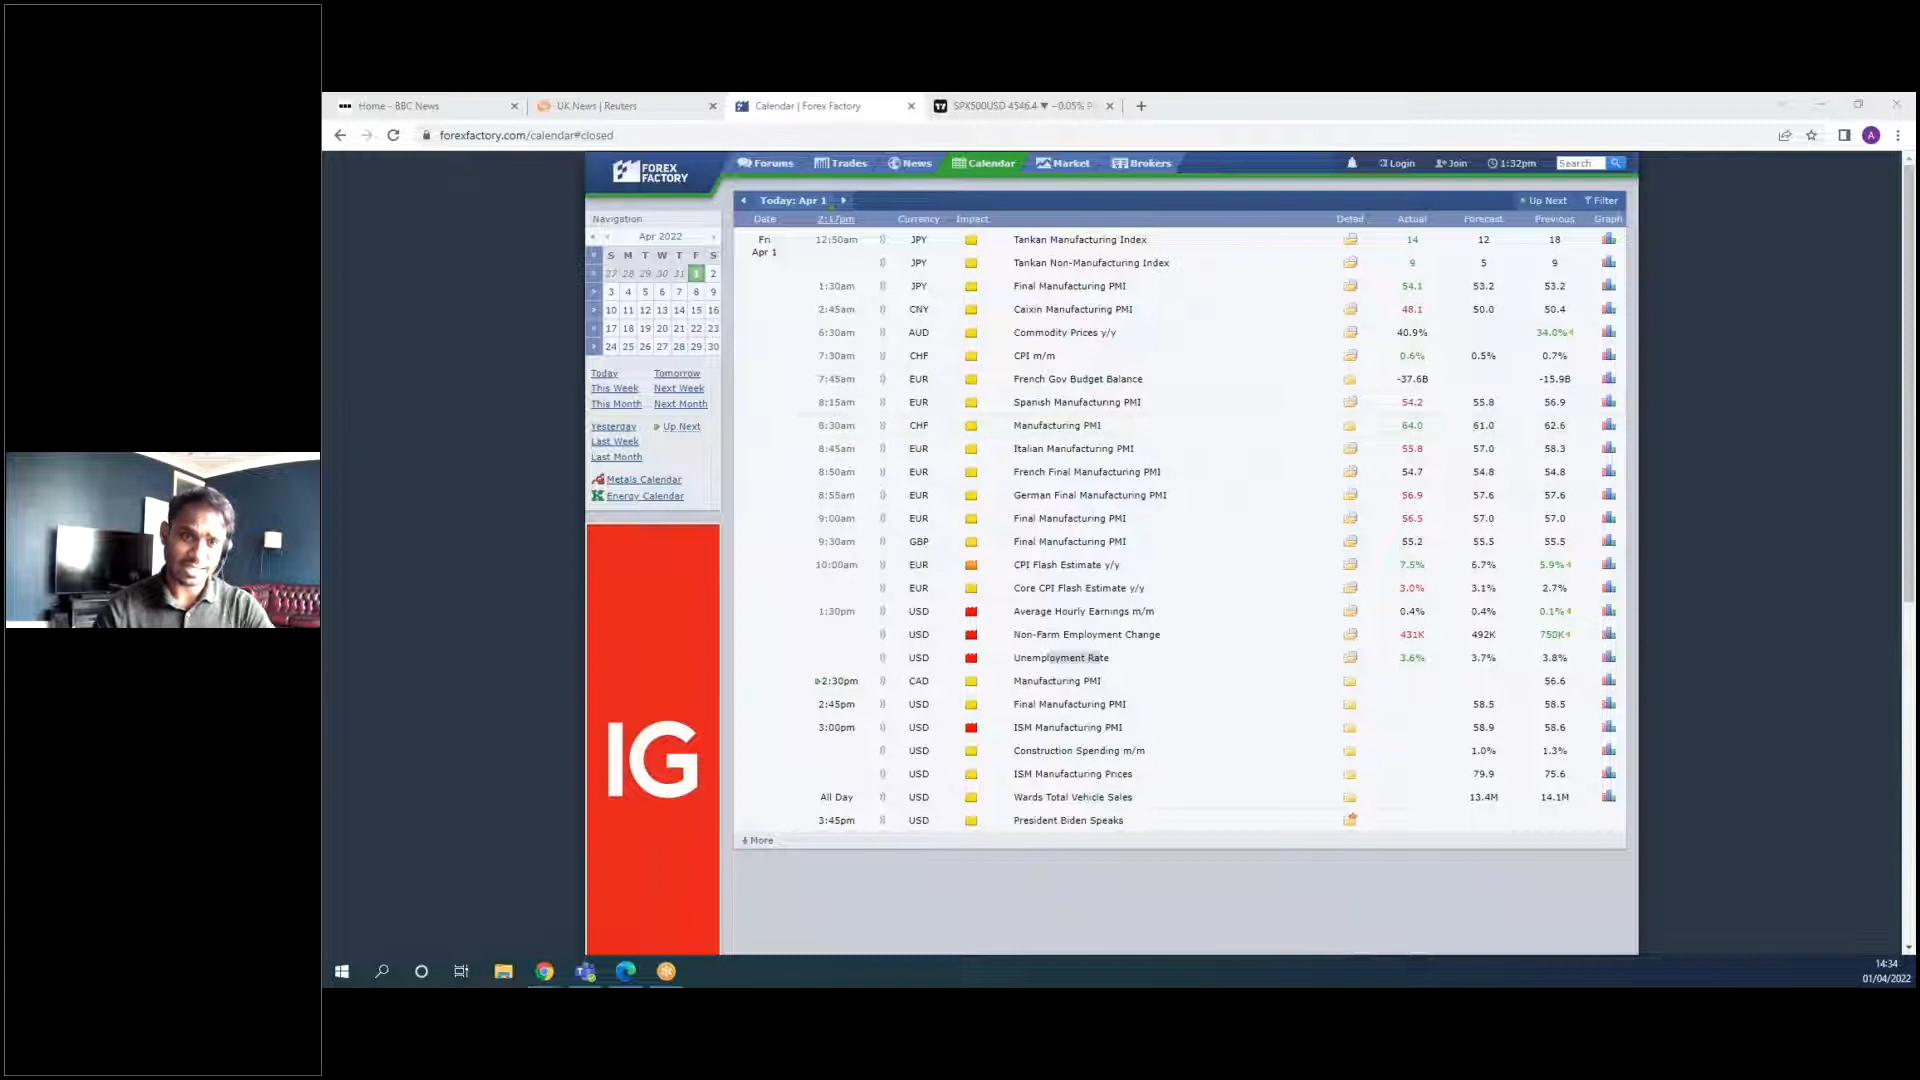 Home - BBC News
UK News | Reuters
Calendar | Forex Factory
SPX500USD 4546.4 ▼ −0.05%
forexfactory.com/calendar#closed
A
FOREX FACTORY
Forums Trades News Calendar Market Brokers
Login Join 1:32pm Search
Navigation
Apr 2022
S M T W T F S
27 28 29 30 31 1 2
3 4 5 6 7 8 9
10 11 12 13 14 15 16
17 18 19 20 21 22 23
24 25 26 27 28 29 30
Today Tomorrow
This Week Next Week
This Month Next Month
Yesterday Up Next
Last Week
Last Month
Metals Calendar
Energy Calendar
IG
Today: Apr 1 Up Next Filter
Date 2:17pm Currency Impact Detail Actual Forecast Previous Graph
Fri Apr 1 12:50am JPY Tankan Manufacturing Index 14 12 18
JPY Tankan Non-Manufacturing Index 9 5 9
1:30am JPY Final Manufacturing PMI 54.1 53.2 53.2
2:45am CNY Caixin Manufacturing PMI 48.1 50.0 50.4
6:30am AUD Commodity Prices y/y 40.9% 34.0%
7:30am CHF CPI m/m 0.6% 0.5% 0.7%
7:45am EUR French Gov Budget Balance -37.6B -15.9B
8:15am EUR Spanish Manufacturing PMI 54.2 55.8 56.9
8:30am CHF Manufacturing PMI 64.0 61.0 62.6
8:45am EUR Italian Manufacturing PMI 55.8 57.0 58.3
8:50am EUR French Final Manufacturing PMI 54.7 54.8 54.8
8:55am EUR German Final Manufacturing PMI 56.9 57.6 57.6
9:00am EUR Final Manufacturing PMI 56.5 57.0 57.0
9:30am GBP Final Manufacturing PMI 55.2 55.5 55.5
10:00am EUR CPI Flash Estimate y/y 7.5% 6.7% 5.9%
EUR Core CPI Flash Estimate y/y 3.0% 3.1% 2.7%
1:30pm USD Average Hourly Earnings m/m 0.4% 0.4% 0.1%
USD Non-Farm Employment Change 431K 492K 750K
USD Unemployment Rate 3.6% 3.7% 3.8%
2:30pm CAD Manufacturing PMI 56.6
2:45pm USD Final Manufacturing PMI 58.5 58.5
3:00pm USD ISM Manufacturing PMI 58.9 58.6
USD Construction Spending m/m 1.0% 1.3%
USD ISM Manufacturing Prices 79.9 75.6
All Day USD Wards Total Vehicle Sales 13.4M 14.1M
3:45pm USD President Biden Speaks
More
14:34
01/04/2022